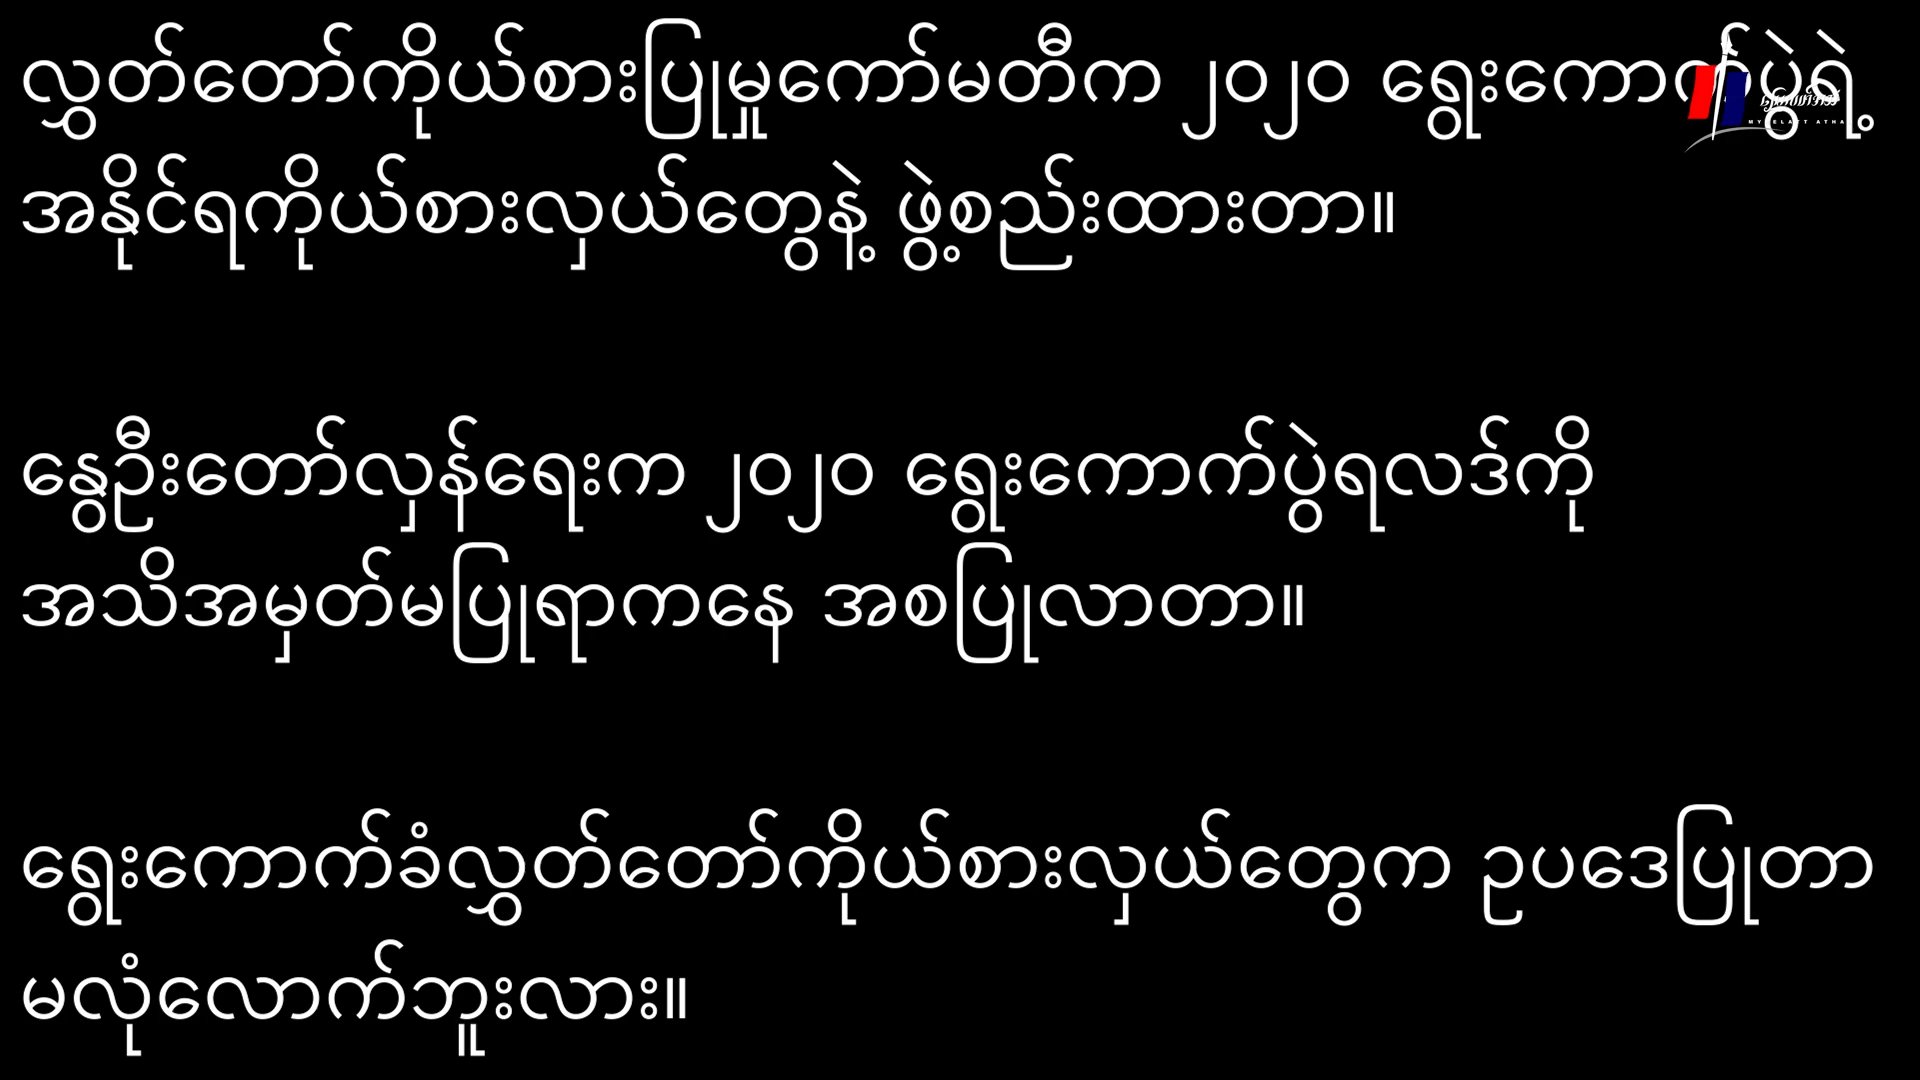 လွှတ်တော်ကိုယ်စားပြုမှုကော်မတီက ၂၀၂၀ ရွေးကောက်ပွဲရဲ့
အနိုင်ရကိုယ်စားလှယ်တွေနဲ့ ဖွဲ့စည်းထားတာ။
နွေဦးတော်လှန်ရေးက ၂၀၂၀ ရွေးကောက်ပွဲရလဒ်ကို
အသိအမှတ်မပြုရာကနေ အစပြုလာတာ။
ရွေးကောက်ခံလွှတ်တော်ကိုယ်စားလှယ်တွေက ဥပဒေပြုတာ
မလုံလောက်ဘူးလား။